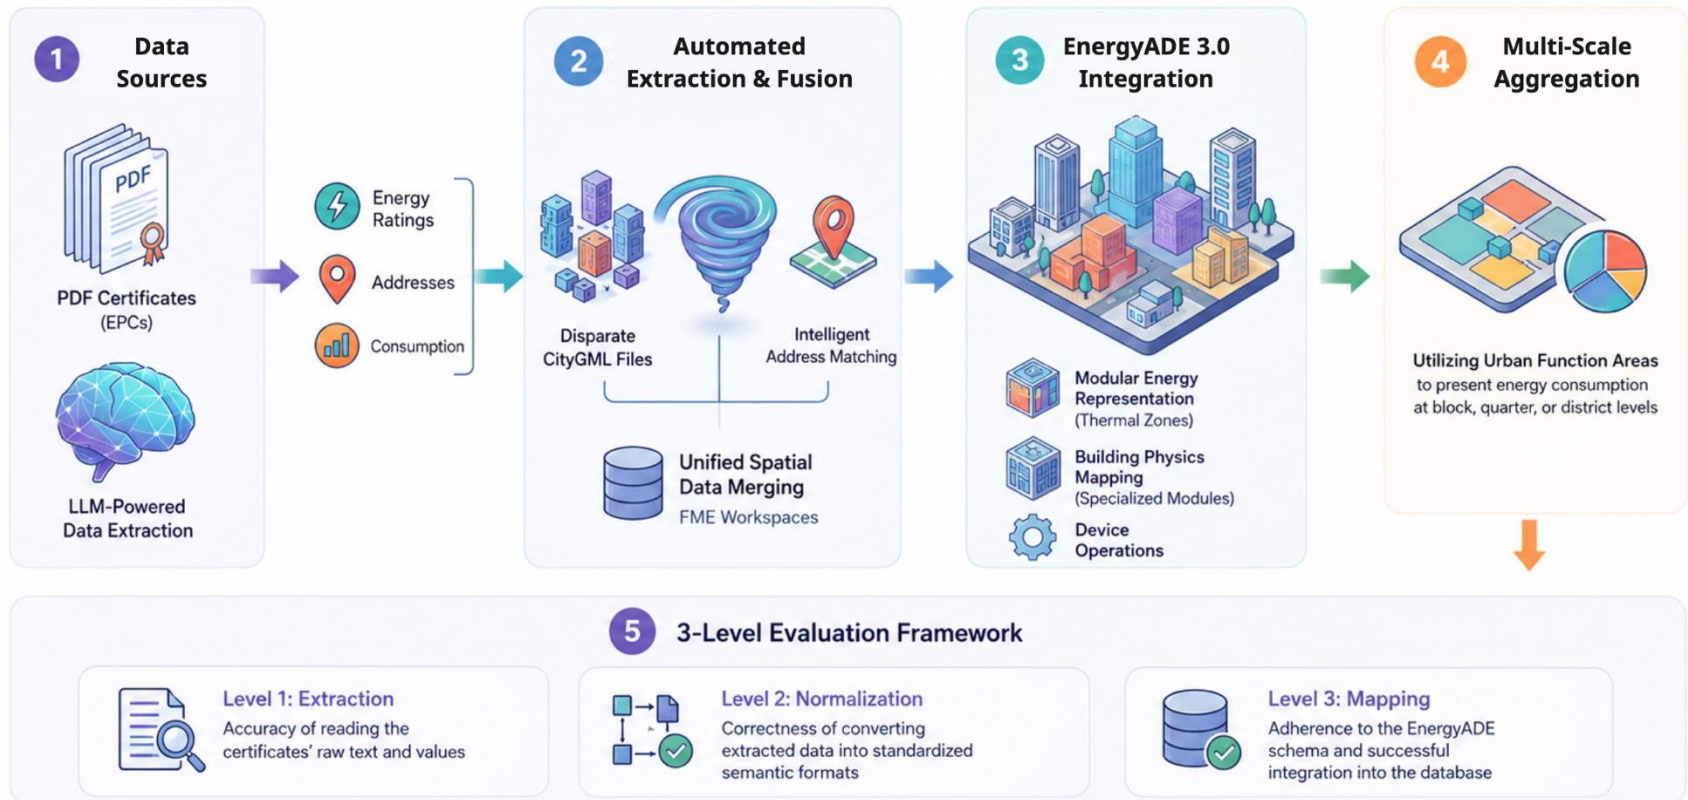 1
Data
Sources
PDF
PDF Certificates
(EPCs)
LLM-Powered
Data Extraction
Energy
Ratings
Addresses
Consumption
2
Automated
Extraction & Fusion
Disparate
CityGML Files
Intelligent
Address Matching
Unified Spatial
Data Merging
FME Workspaces
3
EnergyADE 3.0
Integration
Modular Energy
Representation
(Thermal Zones)
Building Physics
Mapping
(Specialized Modules)
Device
Operations
4
Multi-Scale
Aggregation
Utilizing Urban Function Areas
to present energy consumption
at block, quarter, or district levels
5
3-Level Evaluation Framework
Level 1: Extraction
Accuracy of reading the
certificates' raw text and values
Level 2: Normalization
Correctness of converting
extracted data into standardized
semantic formats
Level 3: Mapping
Adherence to the EnergyADE
schema and successful
integration into the database